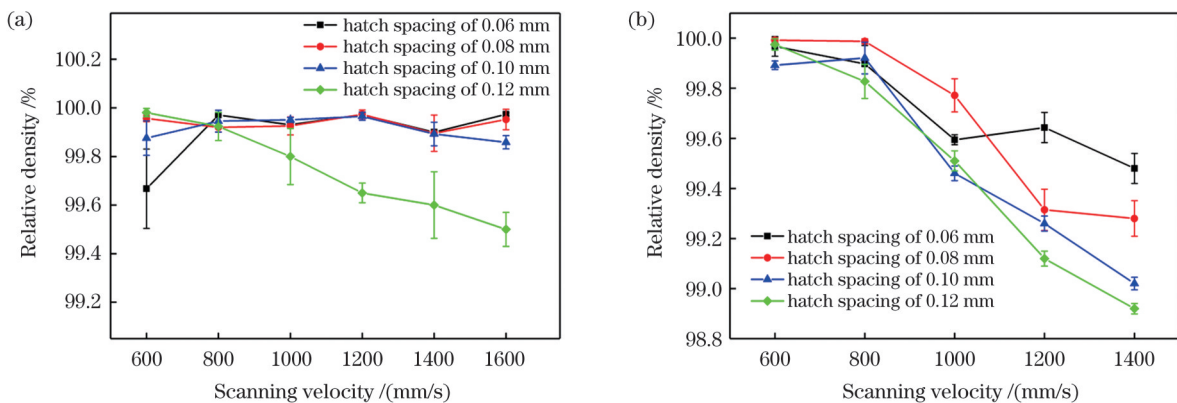 (a)
hatch spacing of 0.06 mm
hatch spacing of 0.08 mm
hatch spacing of 0.10 mm
hatch spacing of 0.12 mm
100.2
100.0
99.8
99.6
99.4
99.2
Relative density /%
600 800 1000 1200 1400 1600
Scanning velocity /(mm/s)
(b)
100.0
99.8
99.6
99.4
99.2
99.0
98.8
Relative density /%
hatch spacing of 0.06 mm
hatch spacing of 0.08 mm
hatch spacing of 0.10 mm
hatch spacing of 0.12 mm
600 800 1000 1200 1400
Scanning velocity /(mm/s)